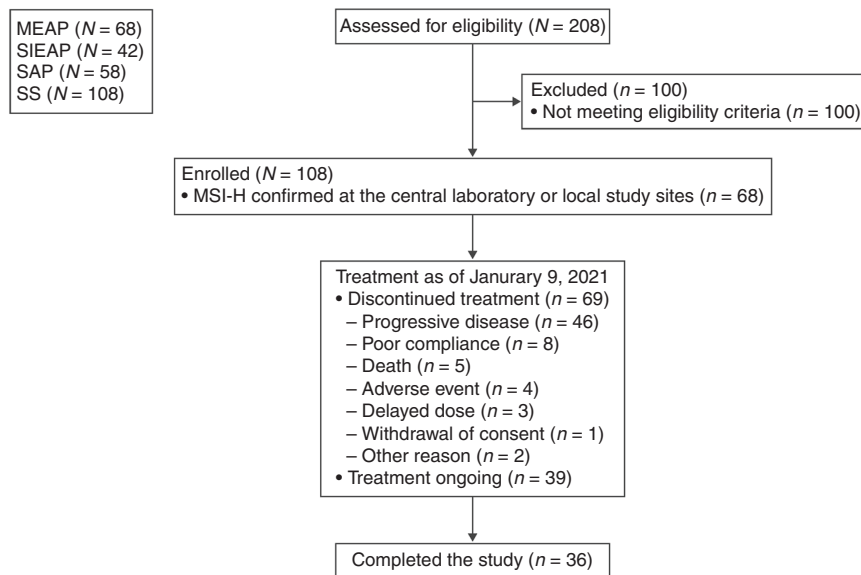 MEAP (N = 68)
SIEAP (N = 42)
SAP (N = 58)
SS (N = 108)
Assessed for eligibility (N = 208)
Excluded (n = 100)
• Not meeting eligibility criteria (n = 100)
Enrolled (N = 108)
• MSI-H confirmed at the central laboratory or local study sites (n = 68)
Treatment as of Janurary 9, 2021
• Discontinued treatment (n = 69)
– Progressive disease (n = 46)
– Poor compliance (n = 8)
– Death (n = 5)
– Adverse event (n = 4)
– Delayed dose (n = 3)
– Withdrawal of consent (n = 1)
– Other reason (n = 2)
• Treatment ongoing (n = 39)
Completed the study (n = 36)